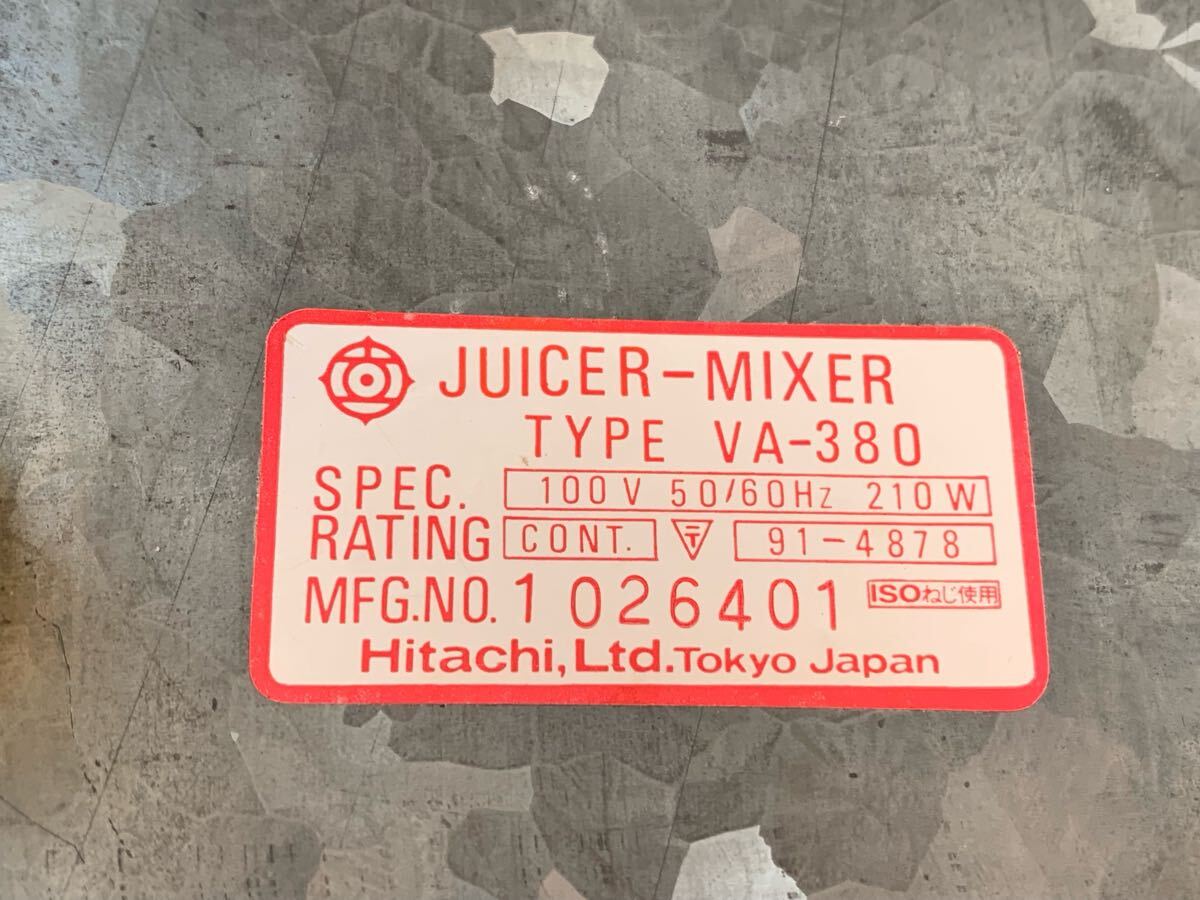 JUICER-MIXER
TYPE VA-380
SPEC. 100V 50/60Hz 210W
RATING CONT. 〒 91-4878
MFG.NO. 1 026401 ISOねじ使用
Hitachi, Ltd. Tokyo Japan